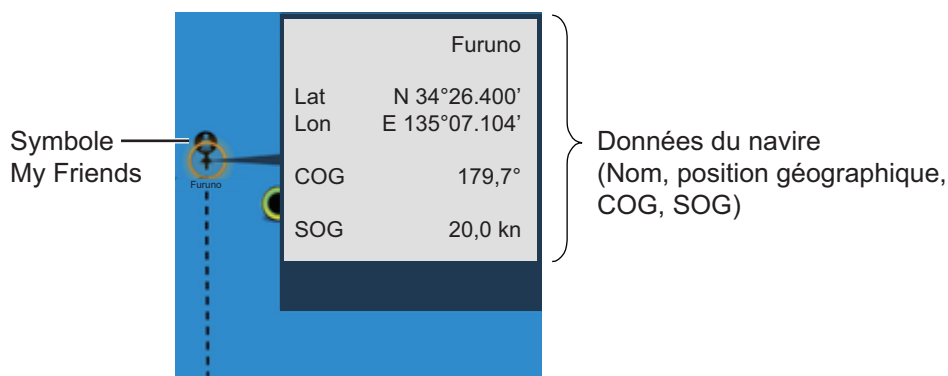 Symbole
My Friends
Furuno
Furuno
Lat N 34°26.400’
Lon E 135°07.104’
COG 179,7°
SOG 20,0 kn
Données du navire
(Nom, position géographique,
COG, SOG)